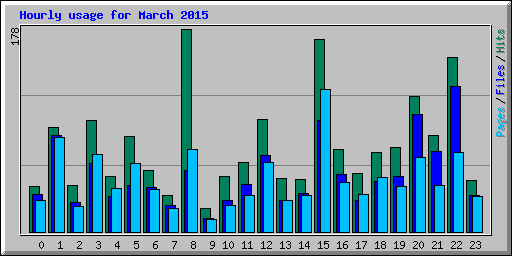 Hourly usage for March 2015
178
Pages/Files/Hits
0 1 2 3 4 5 6 7 8 9 10 11 12 13 14 15 16 17 18 19 20 21 22 23